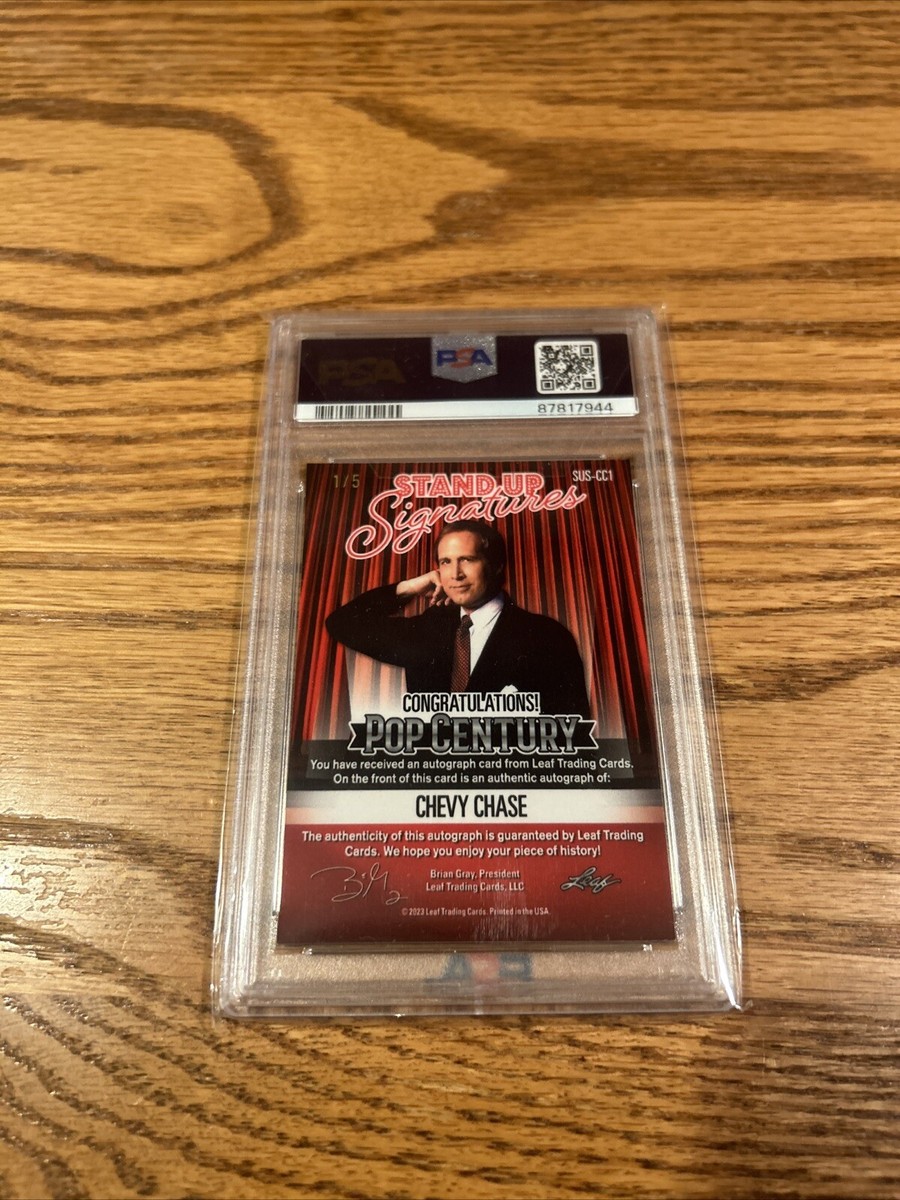 PSA
PSA
87817944
1/5
STAND UP
SUS-CC1
Signatures
CONGRATULATIONS!
POP CENTURY
You have received an autograph card from Leaf Trading Cards.
On the front of this card is an authentic autograph of:
CHEVY CHASE
The authenticity of this autograph is guaranteed by Leaf Trading
Cards. We hope you enjoy your piece of history!
Brian Gray, President
Leaf Trading Cards, LLC
Leaf
© 2023 Leaf Trading Cards. Printed in the USA.